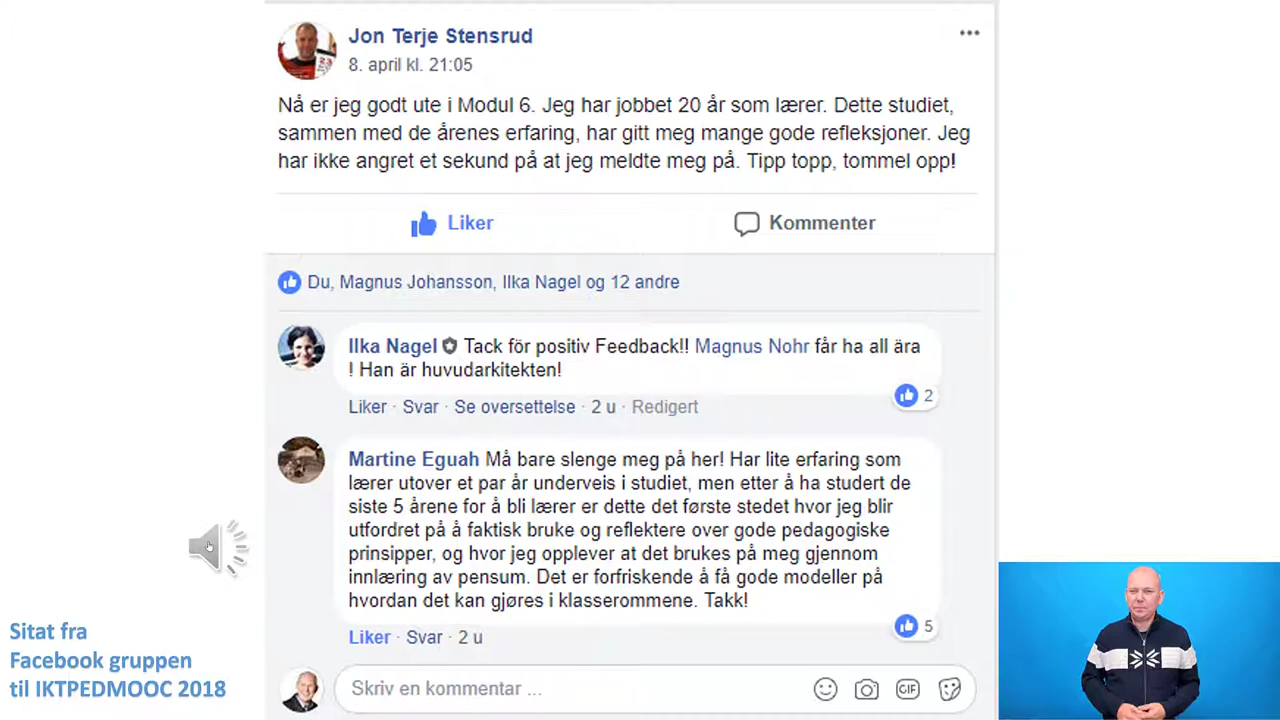 Jon Terje Stensrud
8. april kl. 21:05
Nå er jeg godt ute i Modul 6. Jeg har jobbet 20 år som lærer. Dette studiet,
sammen med de årenes erfaring, har gitt meg mange gode refleksjoner. Jeg
har ikke angret et sekund på at jeg meldte meg på. Tipp topp, tommel opp!
Liker
Kommenter
Du, Magnus Johansson, Ilka Nagel og 12 andre
Ilka Nagel Tack för positiv Feedback!! Magnus Nohr får ha all ära
! Han är huvudarkitekten!
2
Liker · Svar · Se oversettelse · 2 u · Redigert
Martine Eguah Må bare slenge meg på her! Har lite erfaring som
lærer utover et par år underveis i studiet, men etter å ha studert de
siste 5 årene for å bli lærer er dette det første stedet hvor jeg blir
utfordret på å faktisk bruke og reflektere over gode pedagogiske
prinsipper, og hvor jeg opplever at det brukes på meg gjennom
innlæring av pensum. Det er forfriskende å få gode modeller på
hvordan det kan gjøres i klasserommene. Takk!
5
Liker · Svar · 2 u
Skriv en kommentar ...
GIF
Sitat fra
Facebook gruppen
til IKTPEDMOOC 2018